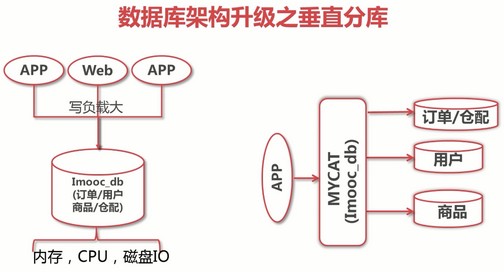 数据库架构升级之垂直分库
APP
Web
APP
写负载大
Imooc_db
(订单/用户
商品/仓配)
内存，CPU，磁盘IO
APP
MYCAT
(Imooc_db)
订单/仓配
用户
商品